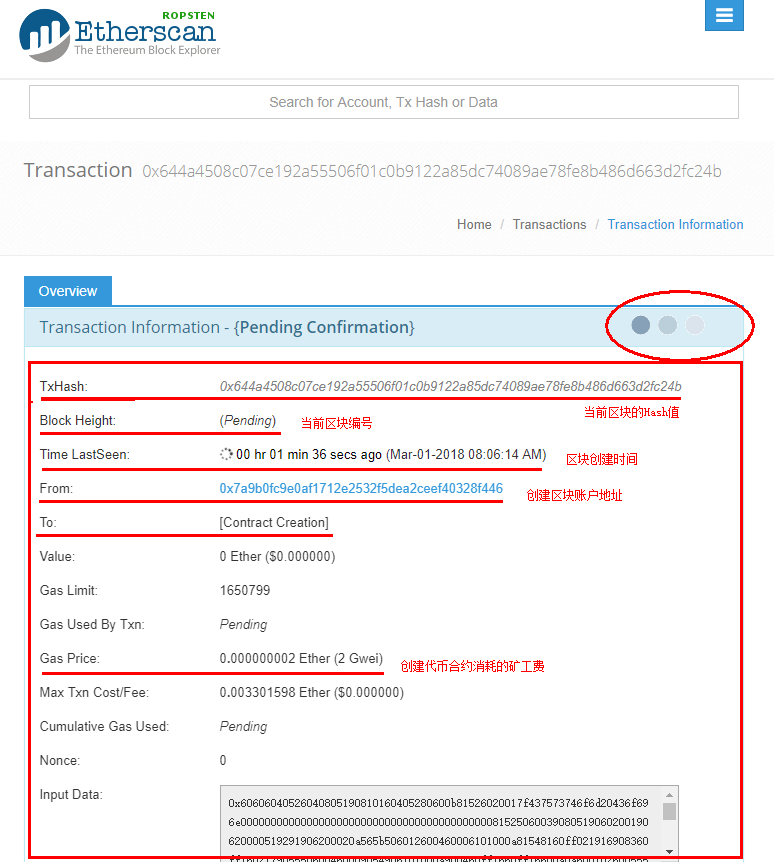 ROPSTEN
Etherscan
The Ethereum Block Explorer
Search for Account, Tx Hash or Data
Transaction 0x644a4508c07ce192a55506f01c0b9122a85dc74089ae78fe8b486d663d2fc24b
Home / Transactions / Transaction Information
Overview
Transaction Information - {Pending Confirmation}
TxHash: 0x644a4508c07ce192a55506f01c0b9122a85dc74089ae78fe8b486d663d2fc24b
当前区块的Hash值
Block Height: (Pending) 当前区块编号
Time LastSeen: 00 hr 01 min 36 secs ago (Mar-01-2018 08:06:14 AM) 区块创建时间
From: 0x7a9b0fc9e0af1712e2532f5dea2ceef40328f446 创建区块账户地址
To: [Contract Creation]
Value: 0 Ether ($0.000000)
Gas Limit: 1650799
Gas Used By Txn: Pending
Gas Price: 0.000000002 Ether (2 Gwei) 创建代币合约消耗的矿工费
Max Txn Cost/Fee: 0.003301598 Ether ($0.000000)
Cumulative Gas Used: Pending
Nonce: 0
Input Data:
0x606060405260408051908101604052806​00b81526020017f437573746f6d20436f69
6e000000000000000000000000000000000000000000815250600390805190602001​90
6200005192919062000​20a565b506012600460006101000a81548160ff021916908360